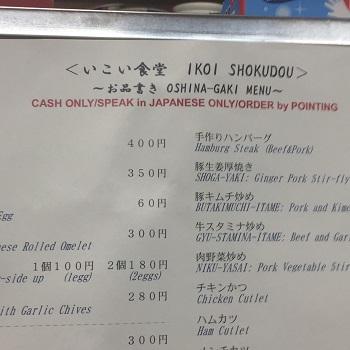 ＜いこい食堂 IKOI SHOKUDOU＞
～お品書き OSHINA-GAKI MENU～
CASH ONLY/SPEAK in JAPANESE ONLY/ORDER by POINTING
400円
350円
60円
Egg
300円
Rolled Omelet
1個100円 2個180円
-side up (1egg) (2eggs)
280円
with Garlic Chives
300円
手作りハンバーグ
Hamburg Steak (Beef&Pork)
豚生姜厚焼き
SHOGA-YAKI: Ginger Pork Stir-fly
豚キムチ炒め
BUTAKIMUCHI-ITAME: Pork and
牛スタミナ炒め
GYU-STAMINA-ITAME: Beef and
肉野菜炒め
NIKU-YASAI: Pork Vegetable
チキンかつ
Chicken Cutlet
ハムカツ
Ham Cutlet